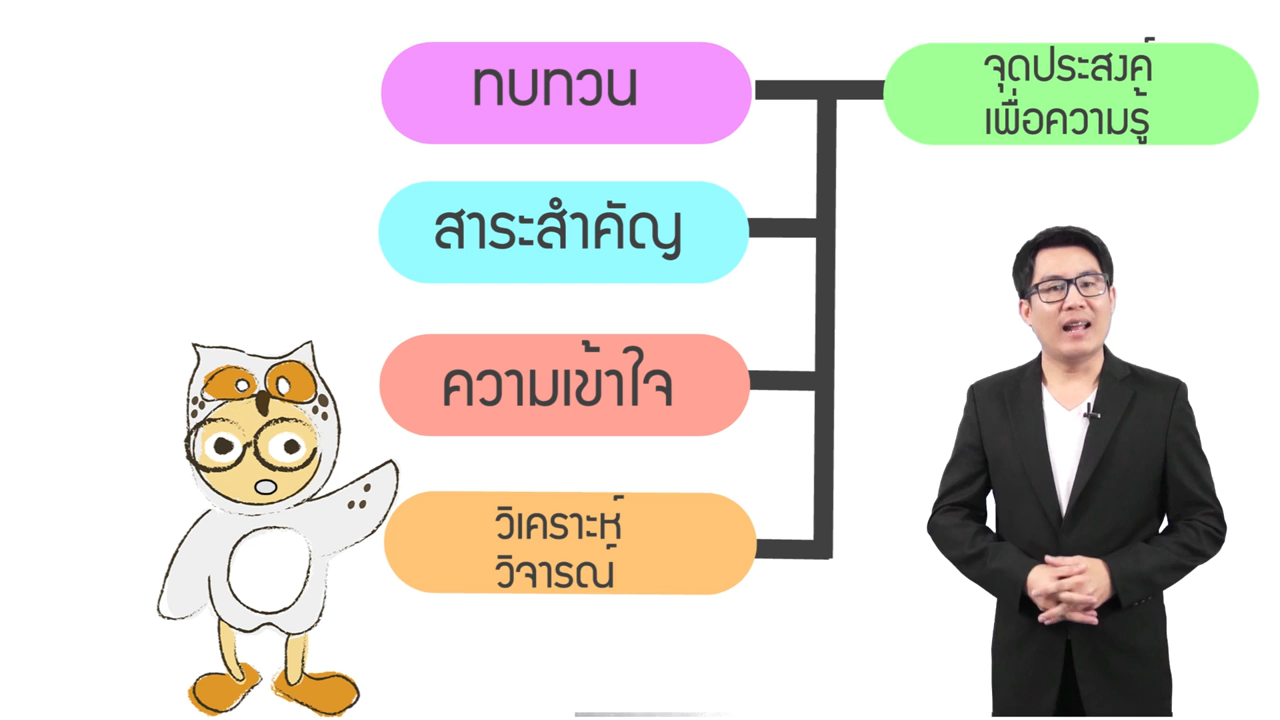 ทบทวน
จุดประสงค์
เพื่อความรู้
สาระสำคัญ
ความเข้าใจ
วิเคราะห์
วิจารณ์